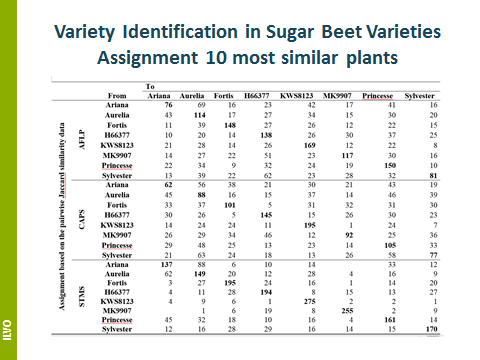 Variety Identification in Sugar Beet Varieties
Assignment 10 most similar plants
To
From Ariana Aurelia Fortis H66377 KWS8123 MK9907 Princesse Sylvester
Assignment based on the pairwise Jaccard similarity data
AFLP
Ariana 76 69 16 23 42 17 41 16
Aurelia 43 114 17 27 34 15 30 20
Fortis 11 39 148 27 26 12 22 15
H66377 10 20 14 138 26 30 37 25
KWS8123 21 28 14 26 169 12 22 8
MK9907 14 27 22 51 23 117 30 16
Princesse 22 34 9 32 24 19 150 10
Sylvester 13 39 22 62 23 28 32 81
CAPS
Ariana 62 56 38 21 30 21 43 19
Aurelia 45 88 16 15 37 14 46 39
Fortis 33 37 101 5 31 32 31 30
H66377 30 26 5 145 15 26 30 23
KWS8123 14 24 24 11 195 1 24 7
MK9907 26 29 34 46 12 92 25 36
Princesse 29 48 25 13 23 14 105 33
Sylvester 21 63 24 18 13 26 58 77
STMS
Ariana 137 88 6 10 14 33 12
Aurelia 62 149 20 12 28 4 16 9
Fortis 3 27 195 24 16 1 14 20
H66377 4 11 28 194 8 15 13 27
KWS8123 4 9 6 1 275 2 2 1
MK9907 1 6 19 8 255 2 9
Princesse 45 32 18 10 16 4 161 14
Sylvester 12 16 28 29 16 14 15 170
ILVO